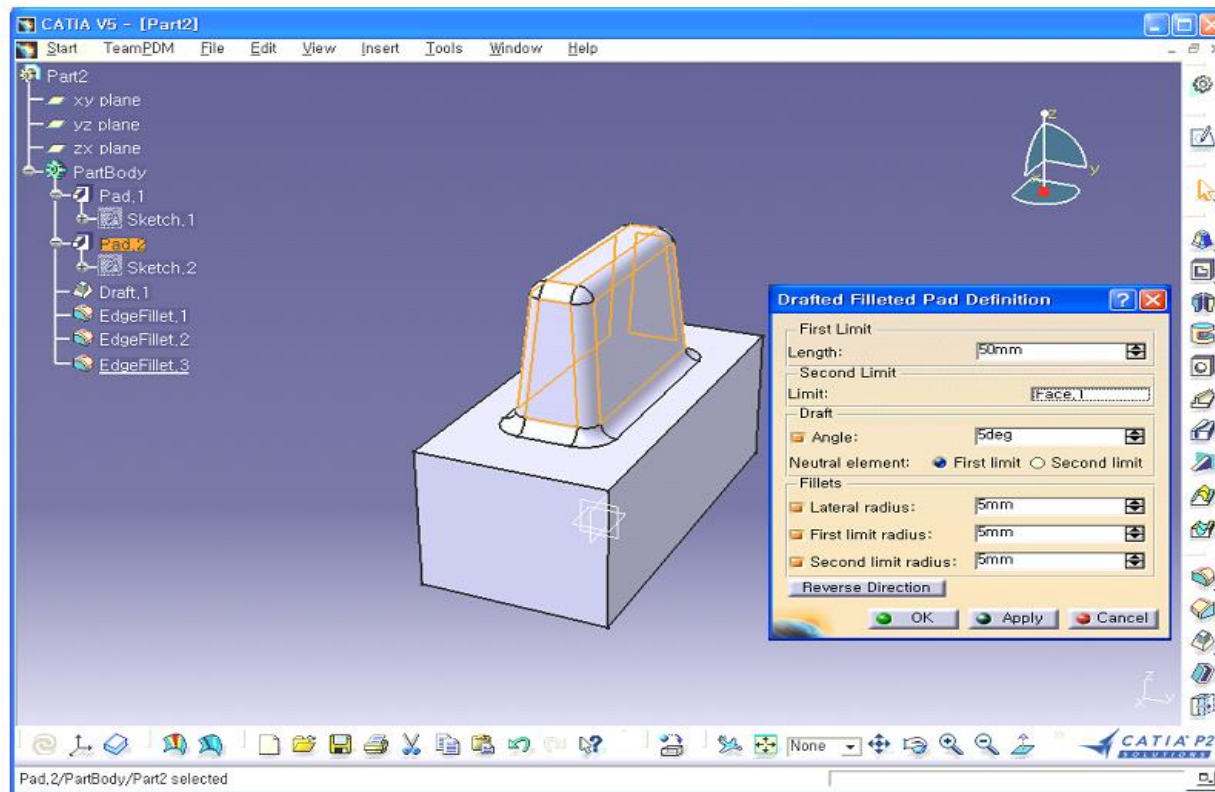 CATIA V5 - [Part2]
Start TeamPDM File Edit View Insert Tools Window Help
Part2
xy plane
yz plane
zx plane
PartBody
Pad.1
Sketch.1
Pad.2
Sketch.2
Draft.1
EdgeFillet.1
EdgeFillet.2
EdgeFillet.3
z
y
x
Drafted Filleted Pad Definition
First Limit
Length: 50mm
Second Limit
Limit: Face.1
Draft
Angle: 5deg
Neutral element: First limit Second limit
Fillets
Lateral radius: 5mm
First limit radius: 5mm
Second limit radius: 5mm
Reverse Direction
OK Apply Cancel
z
x y
None
CATIA P2
SOLUTIONS
Pad.2/PartBody/Part2 selected